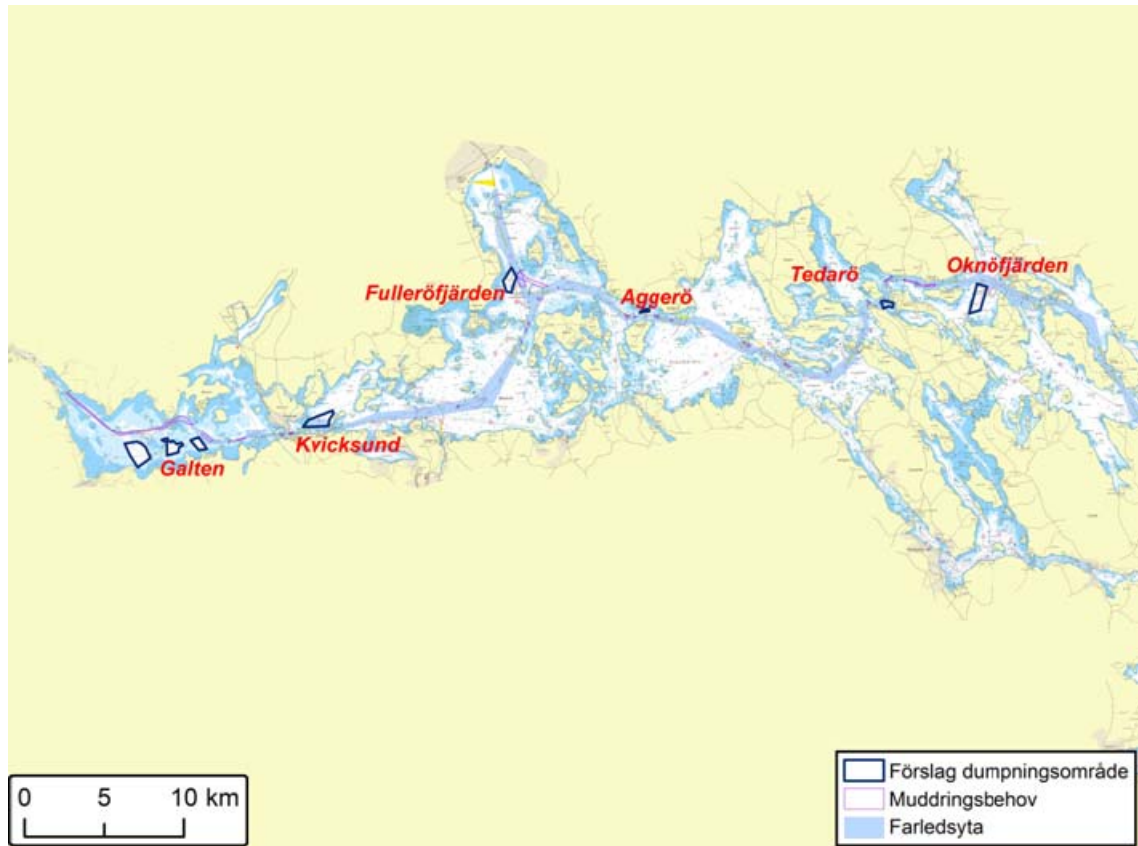 Fulleröfjärden
Aggerö
Tedarö
Oknöfjärden
Kvicksund
Galten
0 5 10 km
Förslag dumpningsområde
Muddringsbehov
Farledsyta